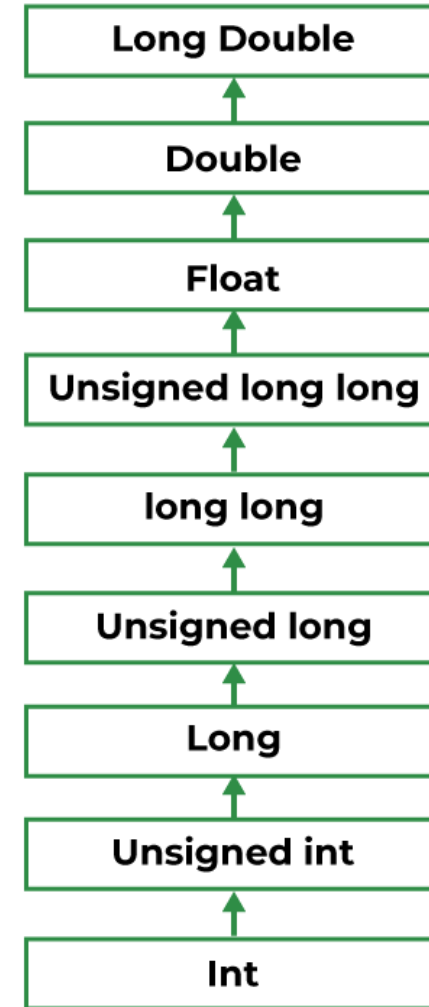 Long Double
Double
Float
Unsigned long long
long long
Unsigned long
Long
Unsigned int
Int